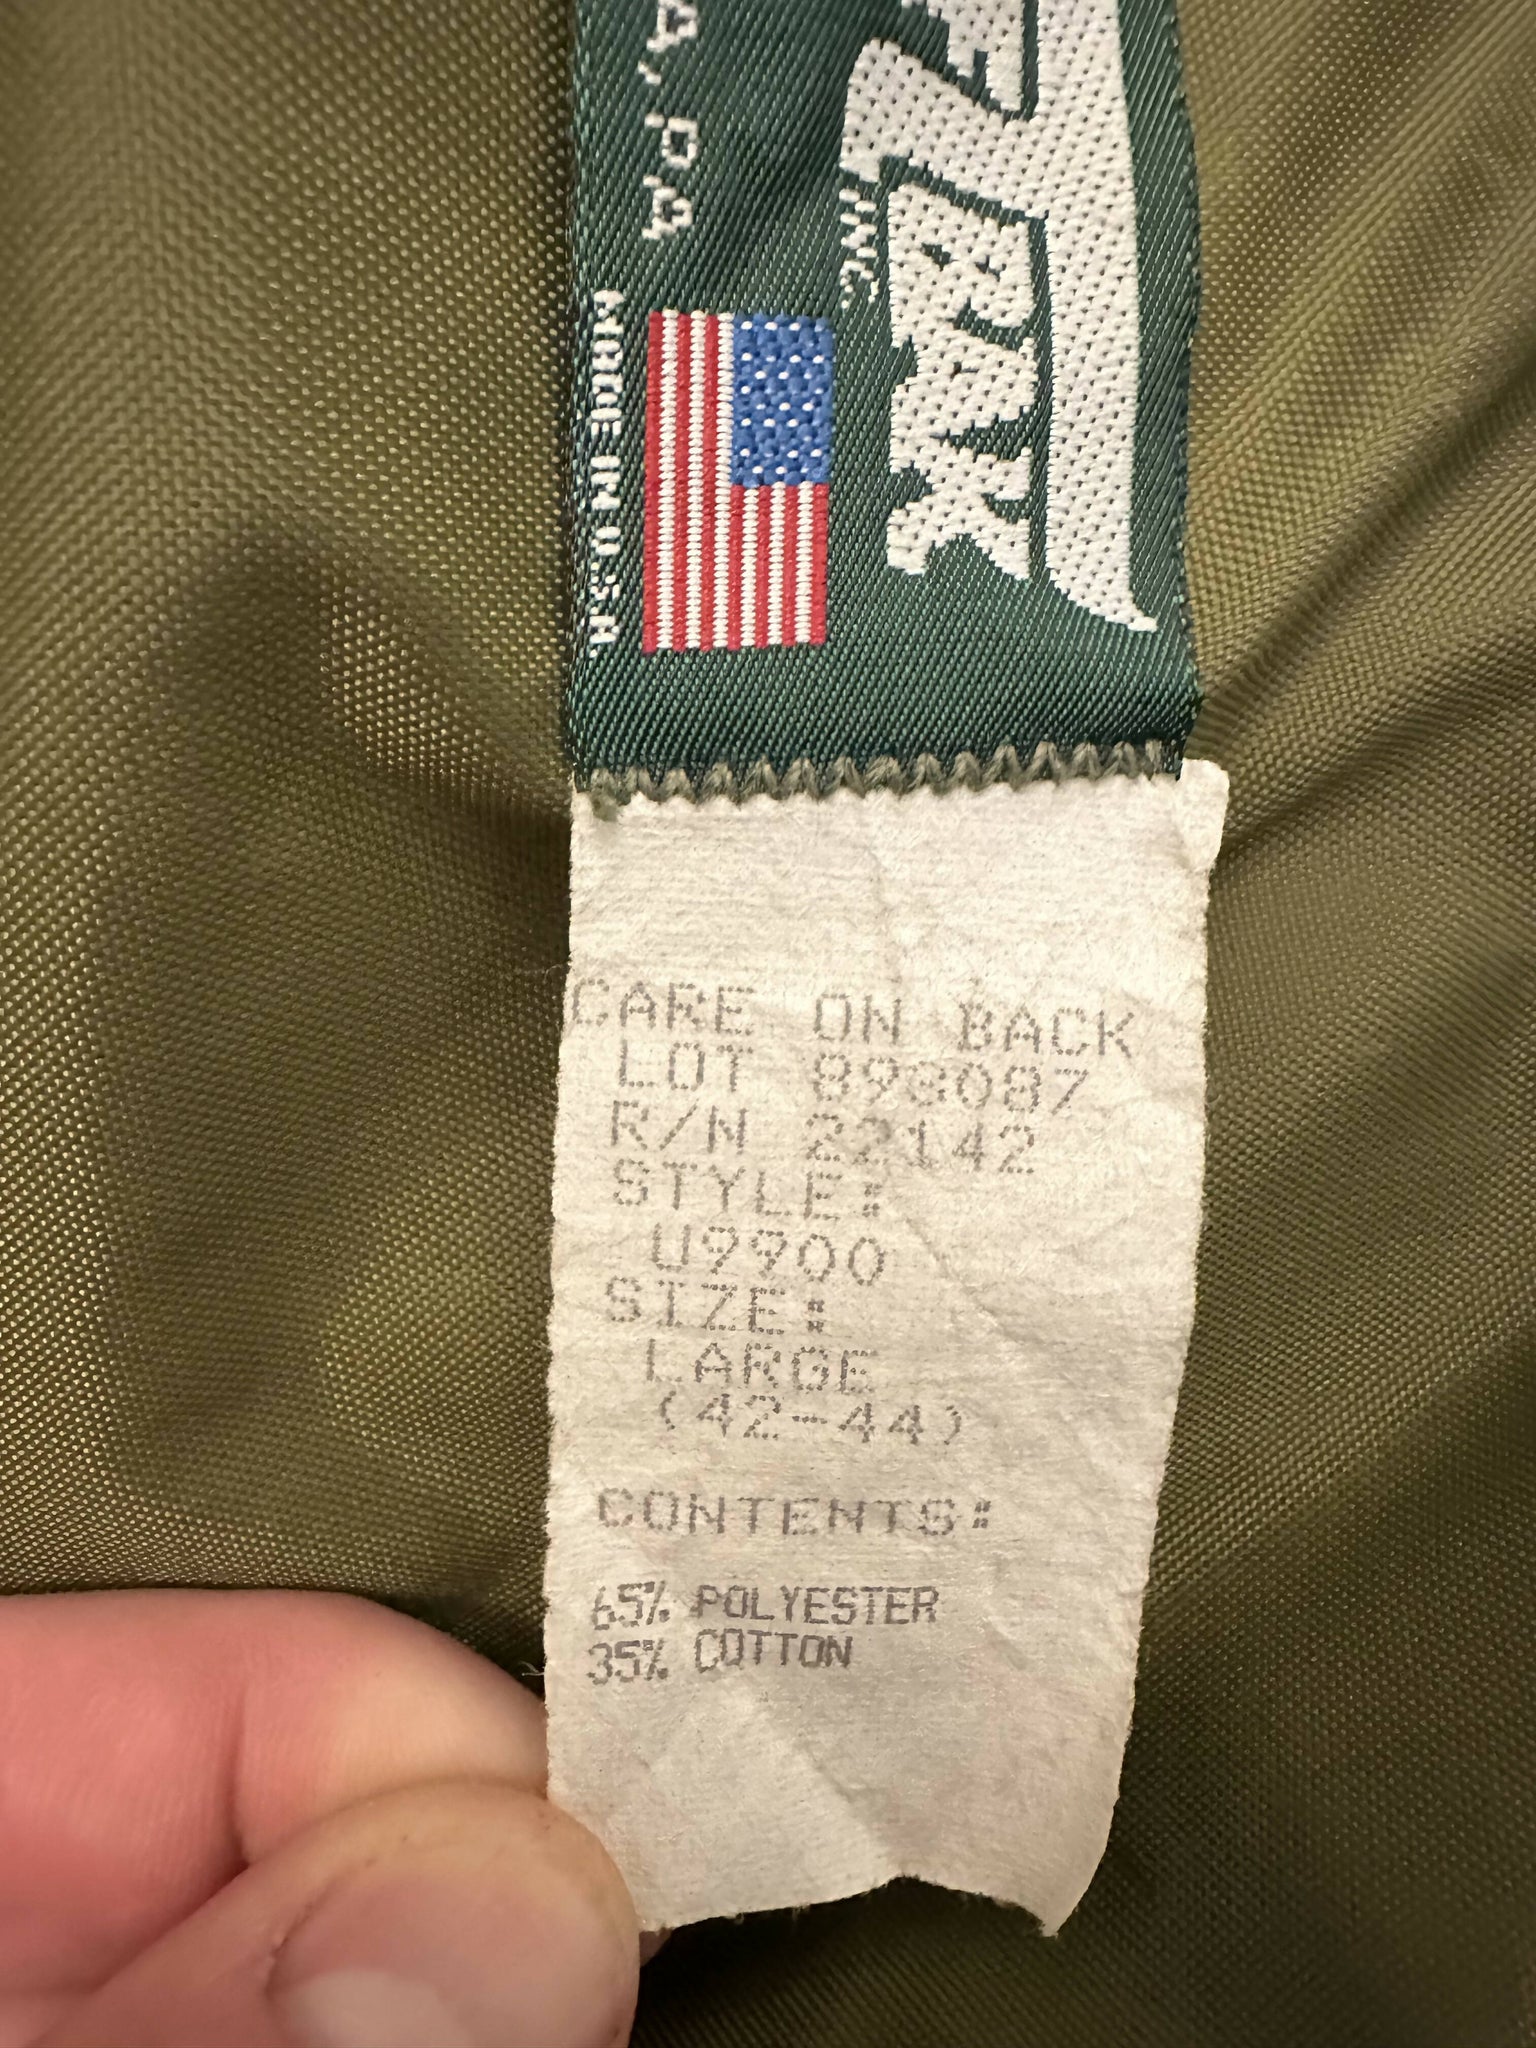 INC.
MADE IN U.S.A.
CARE ON BACK
LOT 898087
R/N 22142
STYLE:
U9900
SIZE:
LARGE
(42-44)
CONTENTS:
65% POLYESTER
35% COTTON